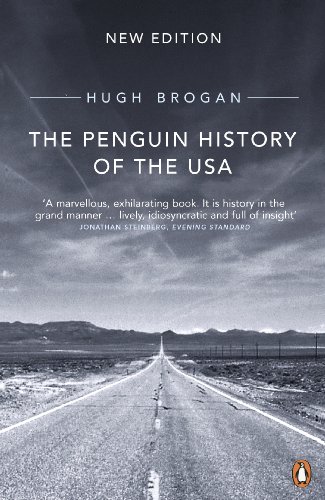 NEW EDITION
HUGH BROGAN
THE PENGUIN HISTORY
OF THE USA
‘A marvellous, exhilarating book. It is history in the
grand manner ... lively, idiosyncratic and full of insight’
JONATHAN STEINBERG, EVENING STANDARD